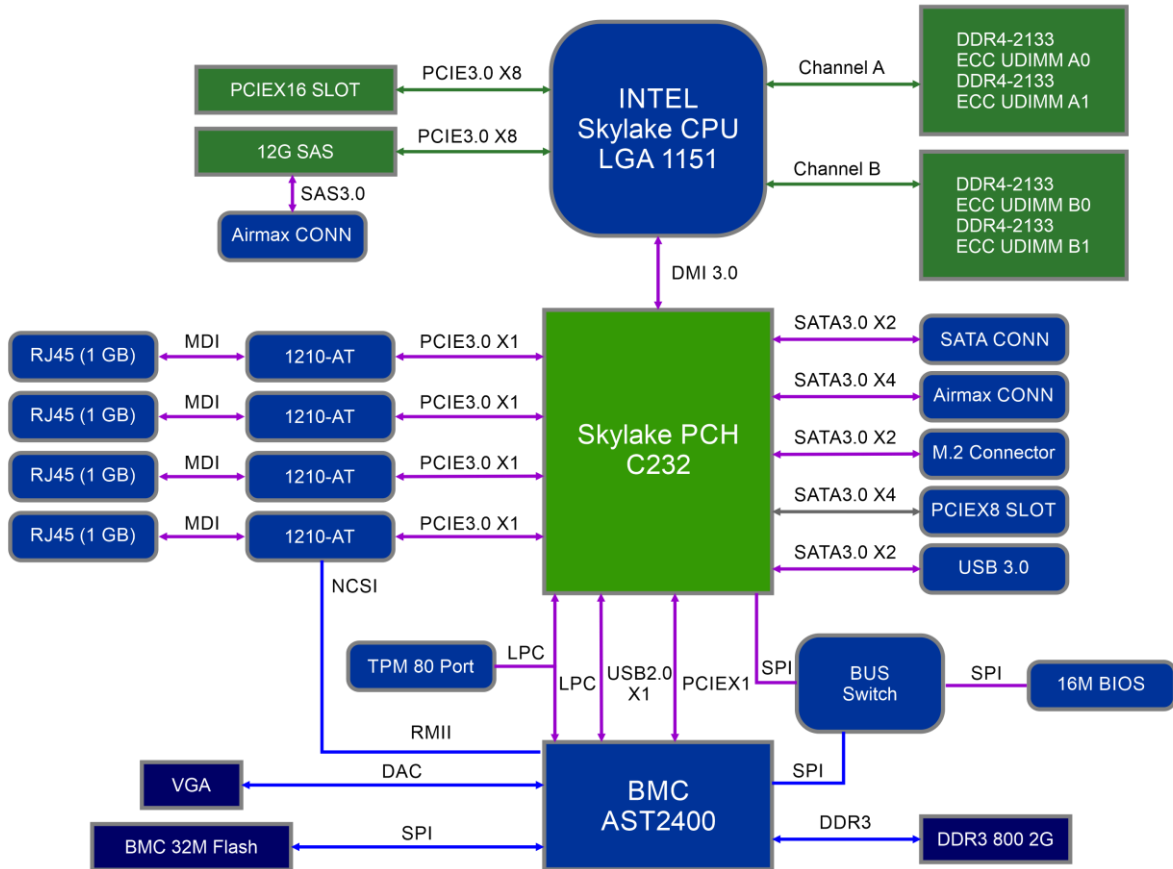 PCIEX16 SLOT
PCIE3.0 X8
12G SAS
PCIE3.0 X8
SAS3.0
Airmax CONN
INTEL
Skylake CPU
LGA 1151
Channel A
DDR4-2133
ECC UDIMM A0
DDR4-2133
ECC UDIMM A1
Channel B
DDR4-2133
ECC UDIMM B0
DDR4-2133
ECC UDIMM B1
DMI 3.0
RJ45 (1 GB)
MDI
1210-AT
PCIE3.0 X1
RJ45 (1 GB)
MDI
1210-AT
PCIE3.0 X1
RJ45 (1 GB)
MDI
1210-AT
PCIE3.0 X1
RJ45 (1 GB)
MDI
1210-AT
PCIE3.0 X1
Skylake PCH
C232
SATA3.0 X2
SATA CONN
SATA3.0 X4
Airmax CONN
SATA3.0 X2
M.2 Connector
SATA3.0 X4
PCIEX8 SLOT
SATA3.0 X2
USB 3.0
NCSI
TPM 80 Port
LPC
LPC
USB2.0
X1
PCIEX1
SPI
BUS
Switch
SPI
16M BIOS
RMII
VGA
DAC
BMC 32M Flash
SPI
BMC
AST2400
SPI
DDR3
DDR3 800 2G